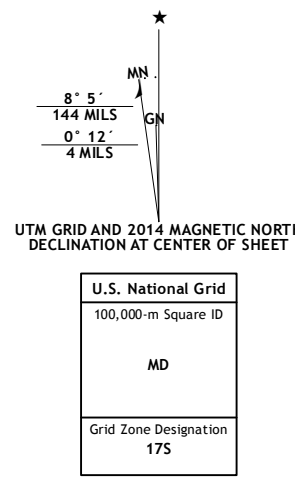 ★
MN
8° 5´
144 MILS
GN
0° 12´
4 MILS
UTM GRID AND 2014 MAGNETIC NORTH
DECLINATION AT CENTER OF SHEET
U.S. National Grid
100,000-m Square ID
MD
Grid Zone Designation
17S